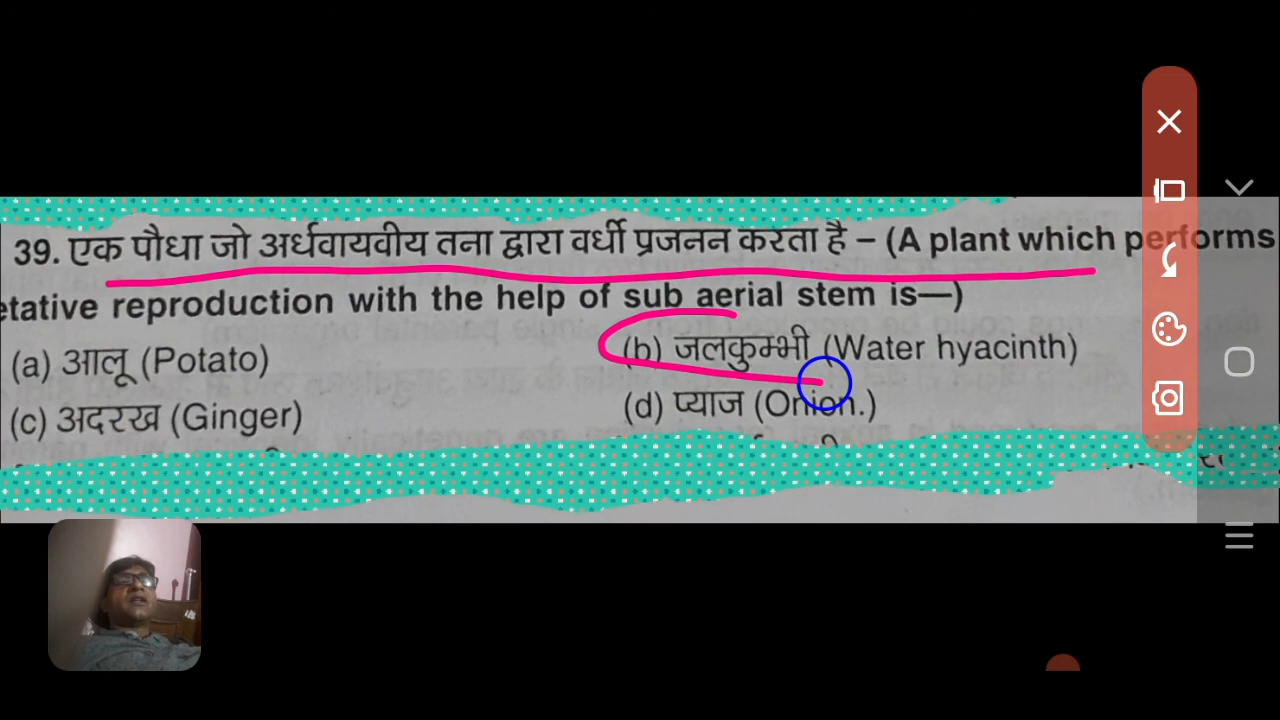 39. एक पौधा जो अर्धवायवीय तना द्वारा वर्धी प्रजनन करता है – (A plant which performs
etative reproduction with the help of sub aerial stem is—)
(a) आलू (Potato) (b) जलकुम्भी (Water hyacinth)
(c) अदरख (Ginger) (d) प्याज (Onion.)